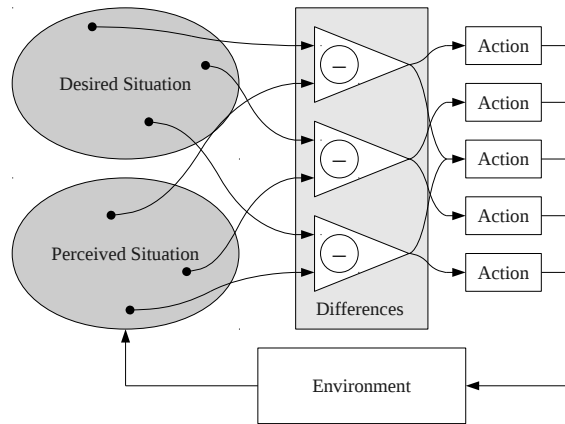 Desired Situation
Perceived Situation
–
–
–
Differences
Action
Action
Action
Action
Action
Environment